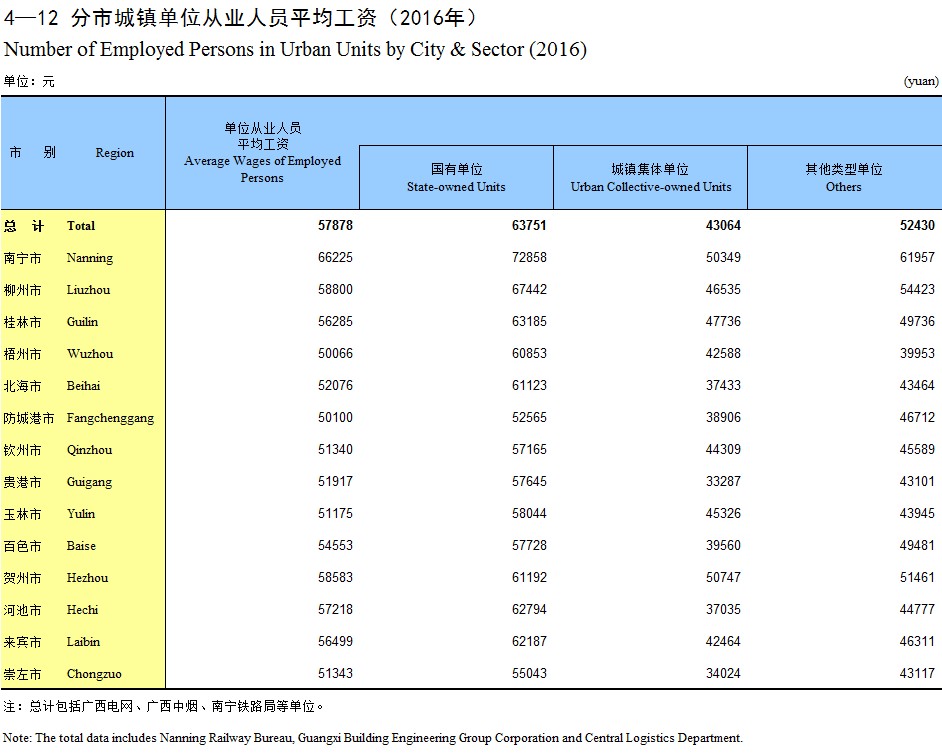 4—12 分市城镇单位从业人员平均工资（2016年）
Number of Employed Persons in Urban Units by City & Sector (2016)
单位：元 (yuan)
市 别 Region
单位从业人员
平均工资
Average Wages of Employed
Persons
国有单位
State-owned Units
城镇集体单位
Urban Collective-owned Units
其他类型单位
Others
总 计 Total 57878 63751 43064 52430
南宁市 Nanning 66225 72858 50349 61957
柳州市 Liuzhou 58800 67442 46535 54423
桂林市 Guilin 56285 63185 47736 49736
梧州市 Wuzhou 50066 60853 42588 39953
北海市 Beihai 52076 61123 37433 43464
防城港市 Fangchenggang 50100 52565 38906 46712
钦州市 Qinzhou 51340 57165 44309 45589
贵港市 Guigang 51917 57645 33287 43101
玉林市 Yulin 51175 58044 45326 43945
百色市 Baise 54553 57728 39560 49481
贺州市 Hezhou 58583 61192 50747 51461
河池市 Hechi 57218 62794 37035 44777
来宾市 Laibin 56499 62187 42464 46311
崇左市 Chongzuo 51343 55043 34024 43117
注：总计包括广西电网、广西中烟、南宁铁路局等单位。
Note: The total data includes Nanning Railway Bureau, Guangxi Building Engineering Group Corporation and Central Logistics Department.